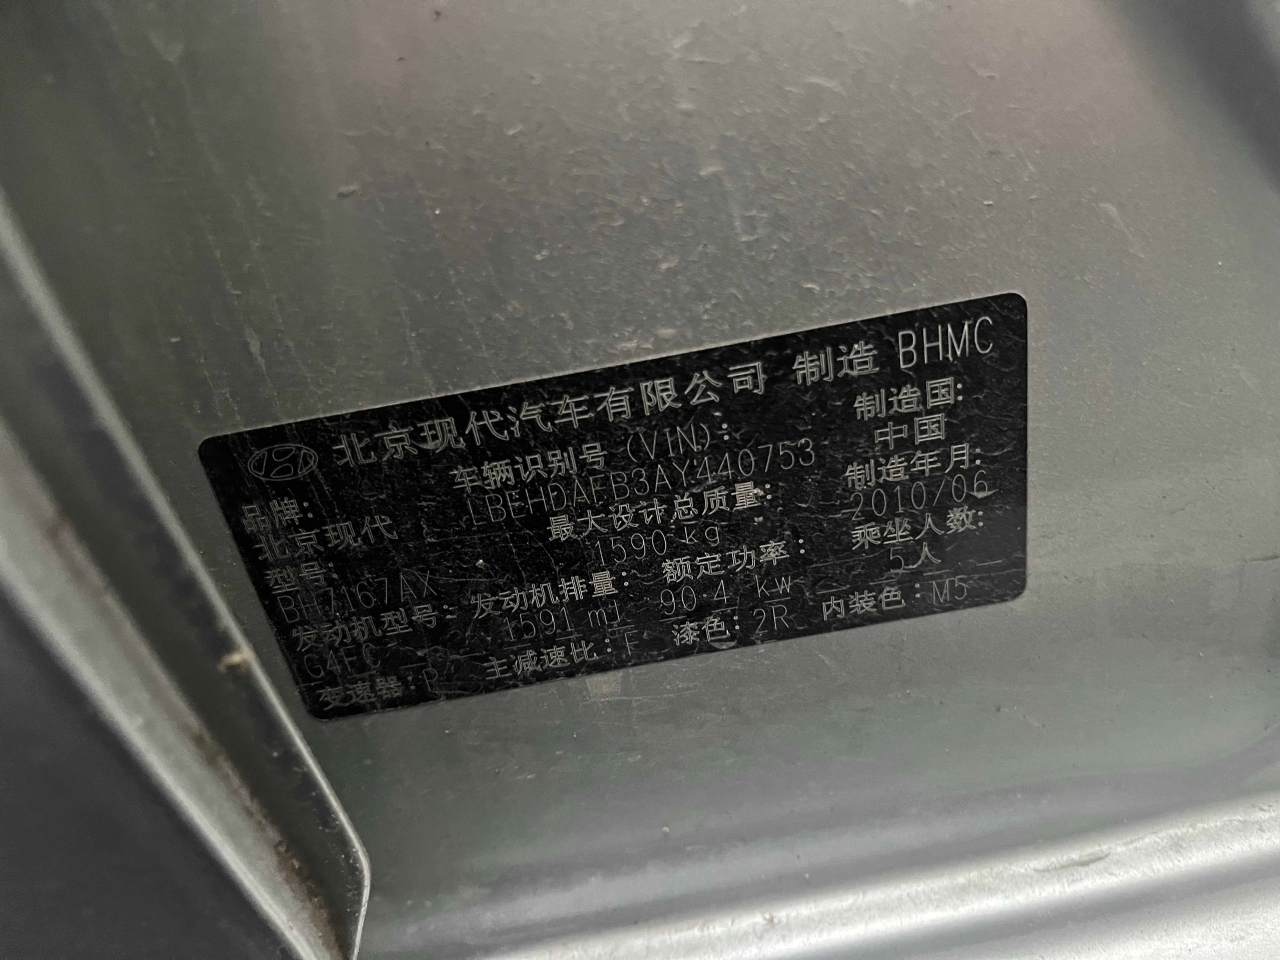 北京现代汽车有限公司 制造 BHMC
品牌: 车辆识别号 (VIN): 制造国:
北京现代 LBEHDAFB3AY440753 中国
型号: 最大设计总质量: 制造年月:
BH7167AX 1590 kg 2010/06
发动机型号: 发动机排量: 额定功率: 乘坐人数:
G4FC 1591 ml 90.4 kw 5人
变速器: P 主减速比: F 漆色: 2R 内装色: M5